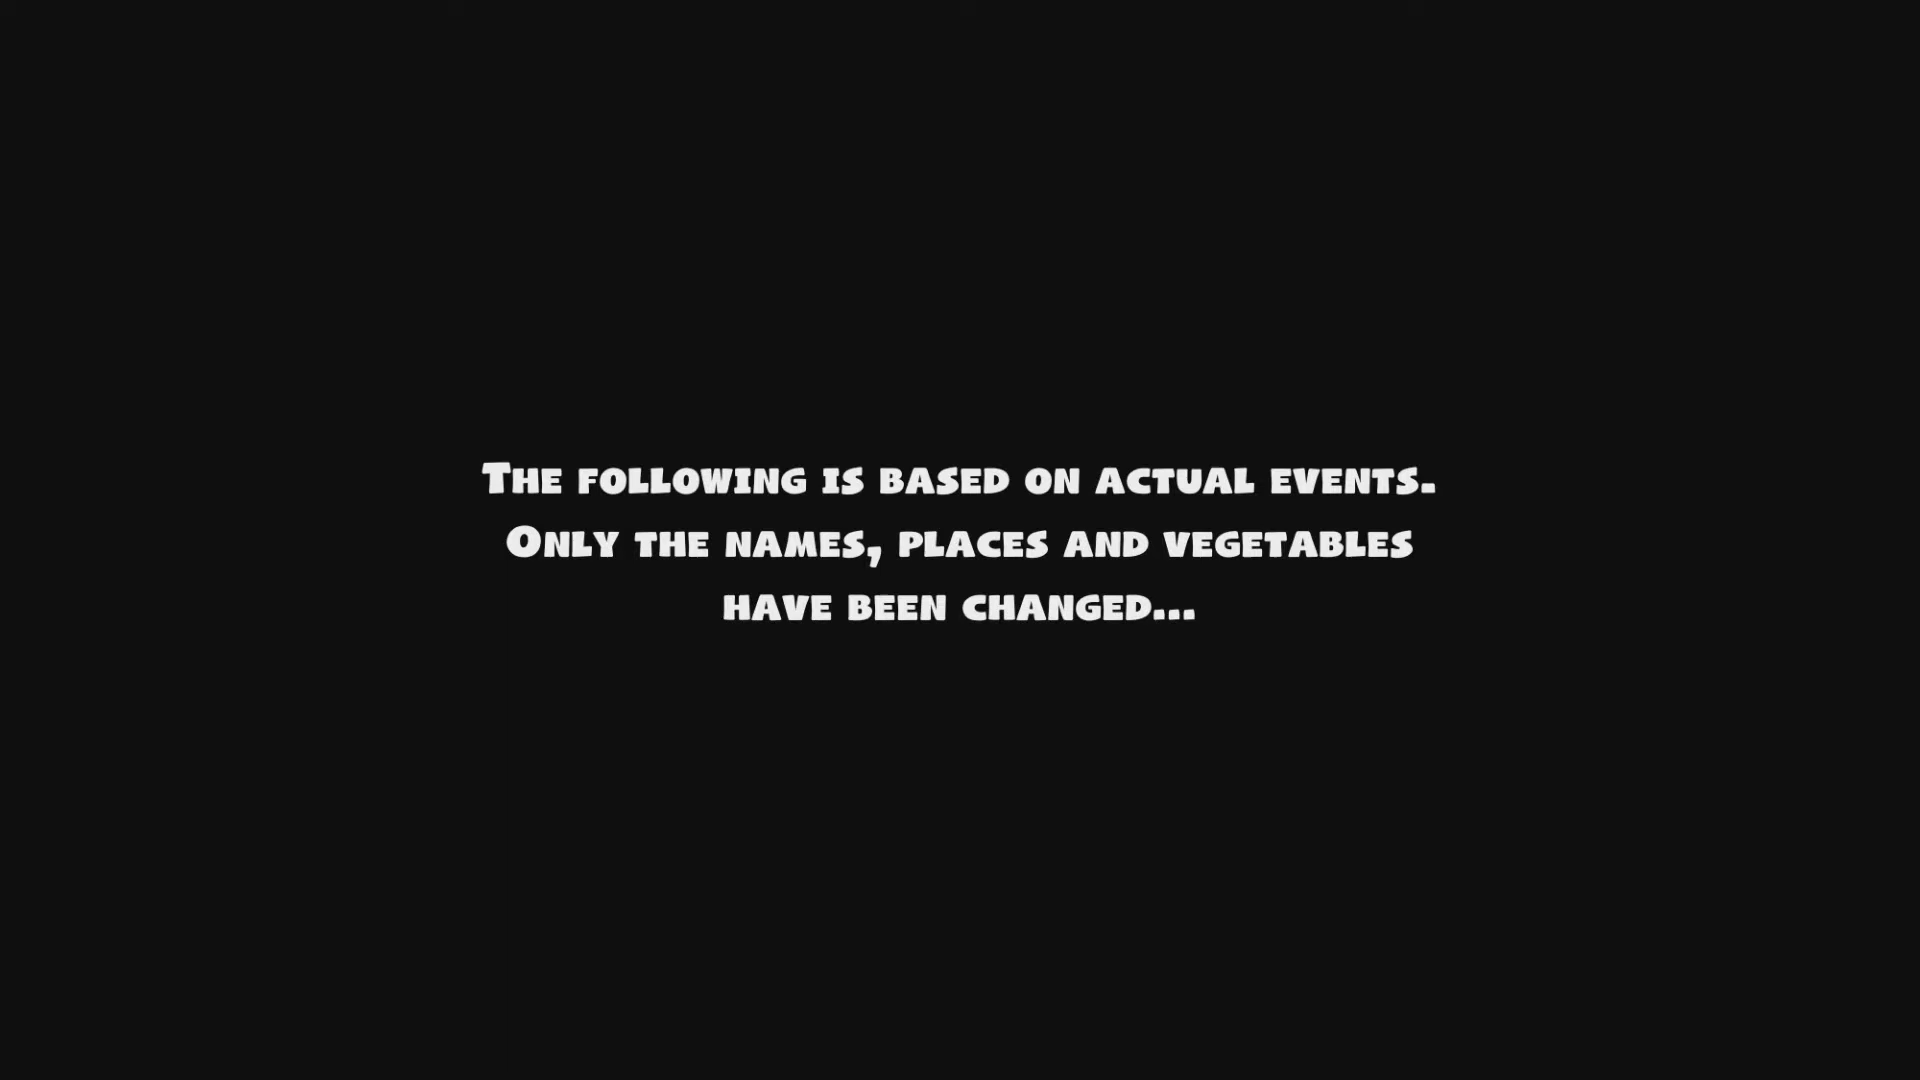 The following is based on actual events.
Only the names, places and vegetables
have been changed...